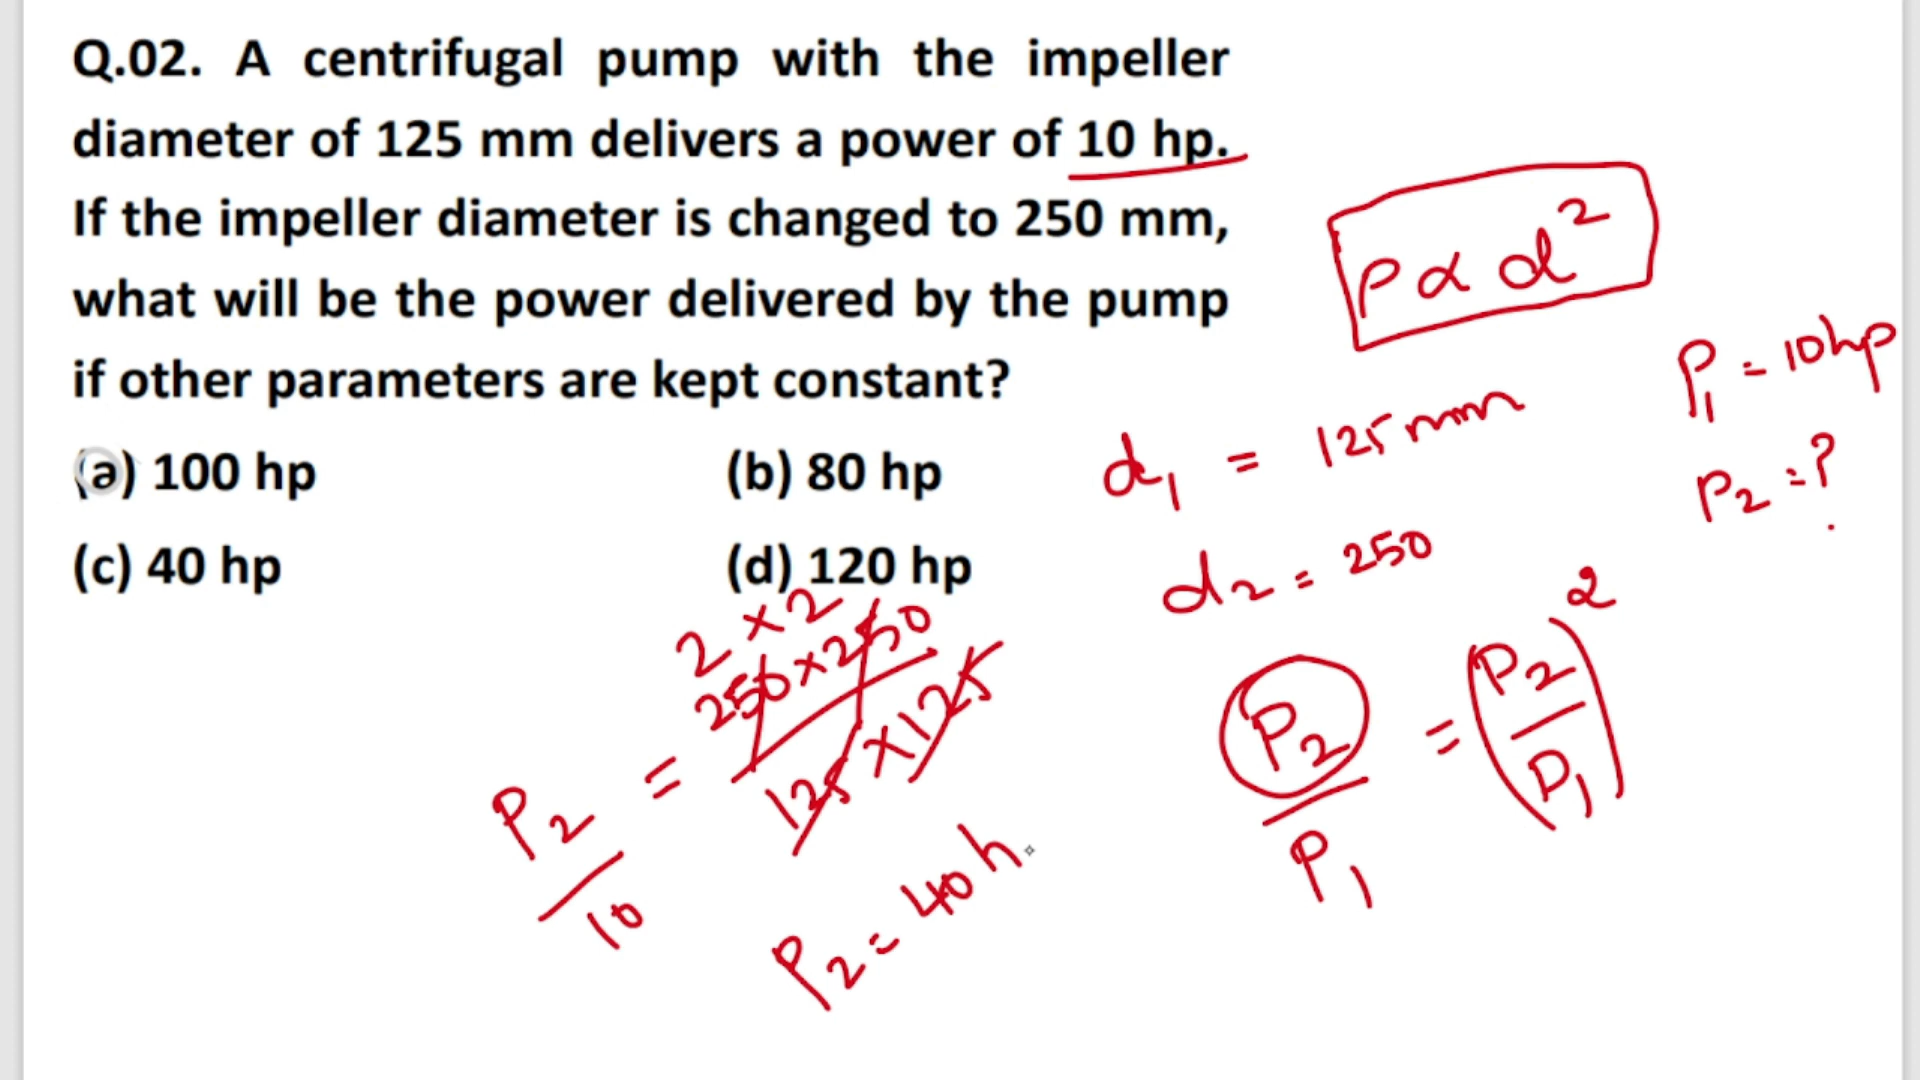 Q.02. A centrifugal pump with the impeller
diameter of 125 mm delivers a power of 10 hp.
If the impeller diameter is changed to 250 mm,
what will be the power delivered by the pump
if other parameters are kept constant?
(a) 100 hp (b) 80 hp
(c) 40 hp (d) 120 hp
P ∝ d²
P₁ = 10hp
P₂ = ?
d₁ = 125 mm
d₂ = 250
P₂
P₁
=
(P₂
P₁)²
2 × 2
250 × 250
P₂ =
125 × 125
10
P₂ = 40 h